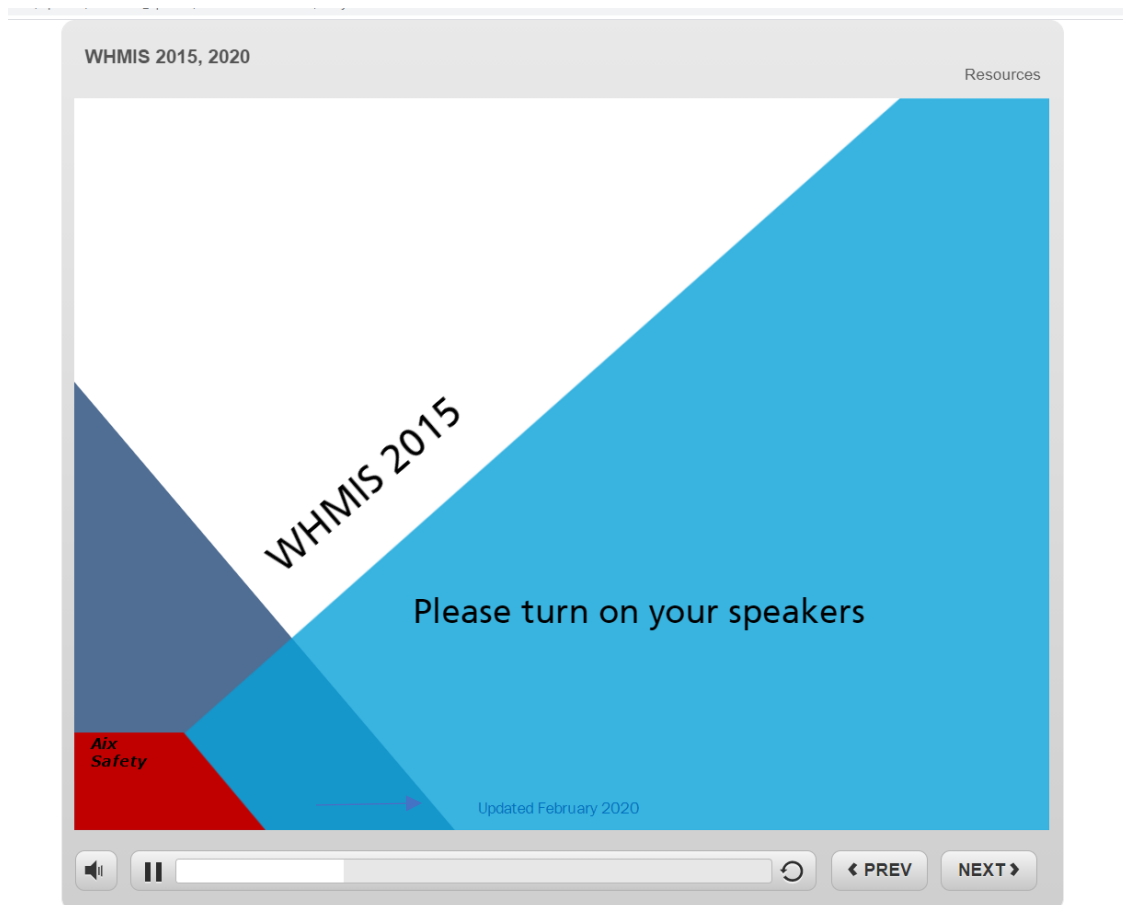 WHMIS 2015, 2020
Resources
WHMIS 2015
Please turn on your speakers
Aix
Safety
Updated February 2020
PREV
NEXT